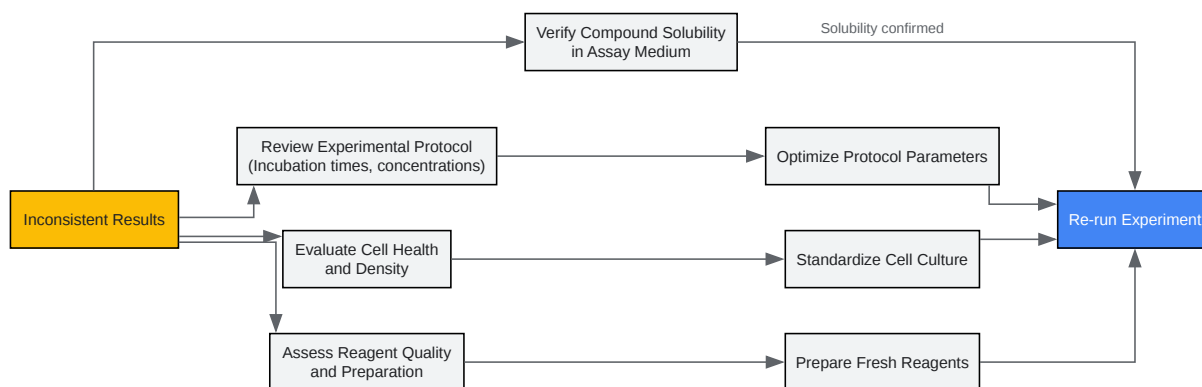 Verify Compound Solubility
in Assay Medium
Solubility confirmed
Review Experimental Protocol
(Incubation times, concentrations)
Optimize Protocol Parameters
Inconsistent Results
Re-run Experiment
Evaluate Cell Health
and Density
Standardize Cell Culture
Assess Reagent Quality
and Preparation
Prepare Fresh Reagents